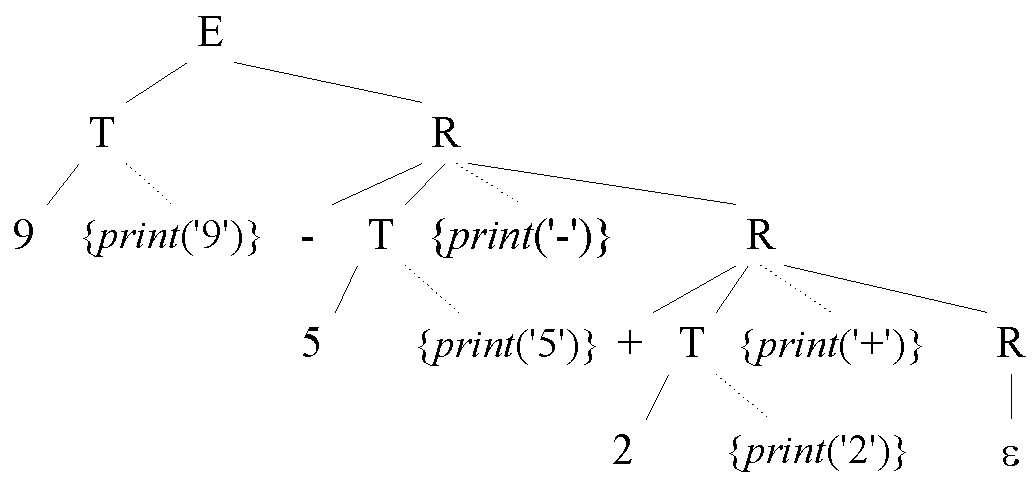 E
T R
9 {print('9')} - T {print('-')} R
5 {print('5')} + T {print('+')} R
2 {print('2')} ε